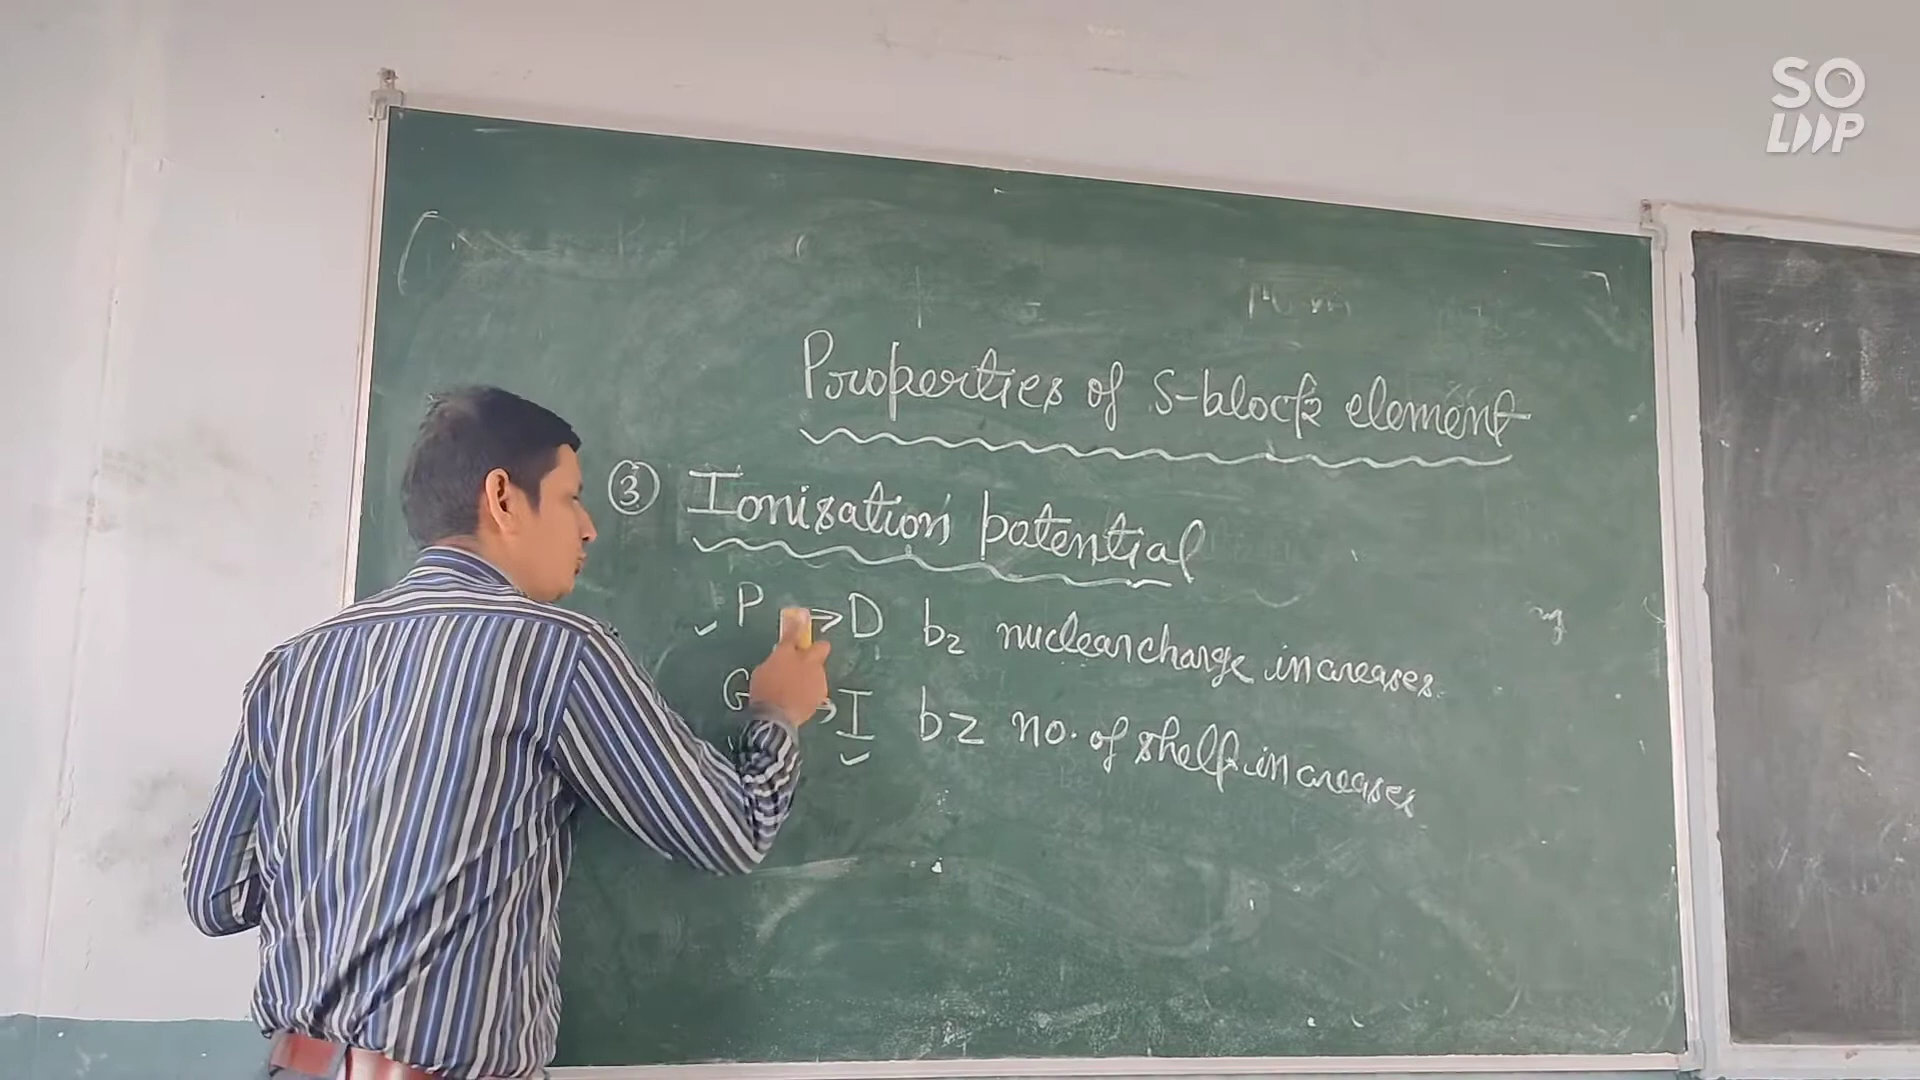 SO
LOOP
Properties of s-block element
③ Ionisation potential
P → D bz nuclear charge increases.
G → I bz no. of shell increases